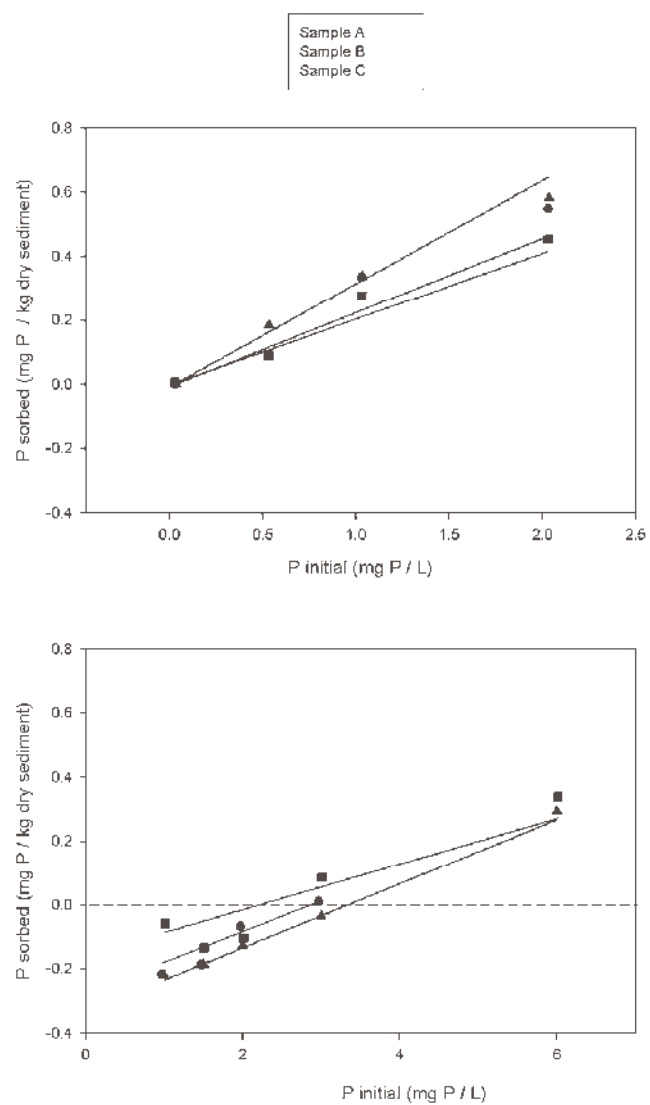 Sample A
Sample B
Sample C
0.8
0.6
0.4
0.2
0.0
-0.2
-0.4
P sorbed (mg P / kg dry sediment)
0.0 0.5 1.0 1.5 2.0 2.5
P initial (mg P / L)
0.8
0.6
0.4
0.2
0.0
-0.2
-0.4
P sorbed (mg P / kg dry sediment)
0 2 4 6
P initial (mg P / L)